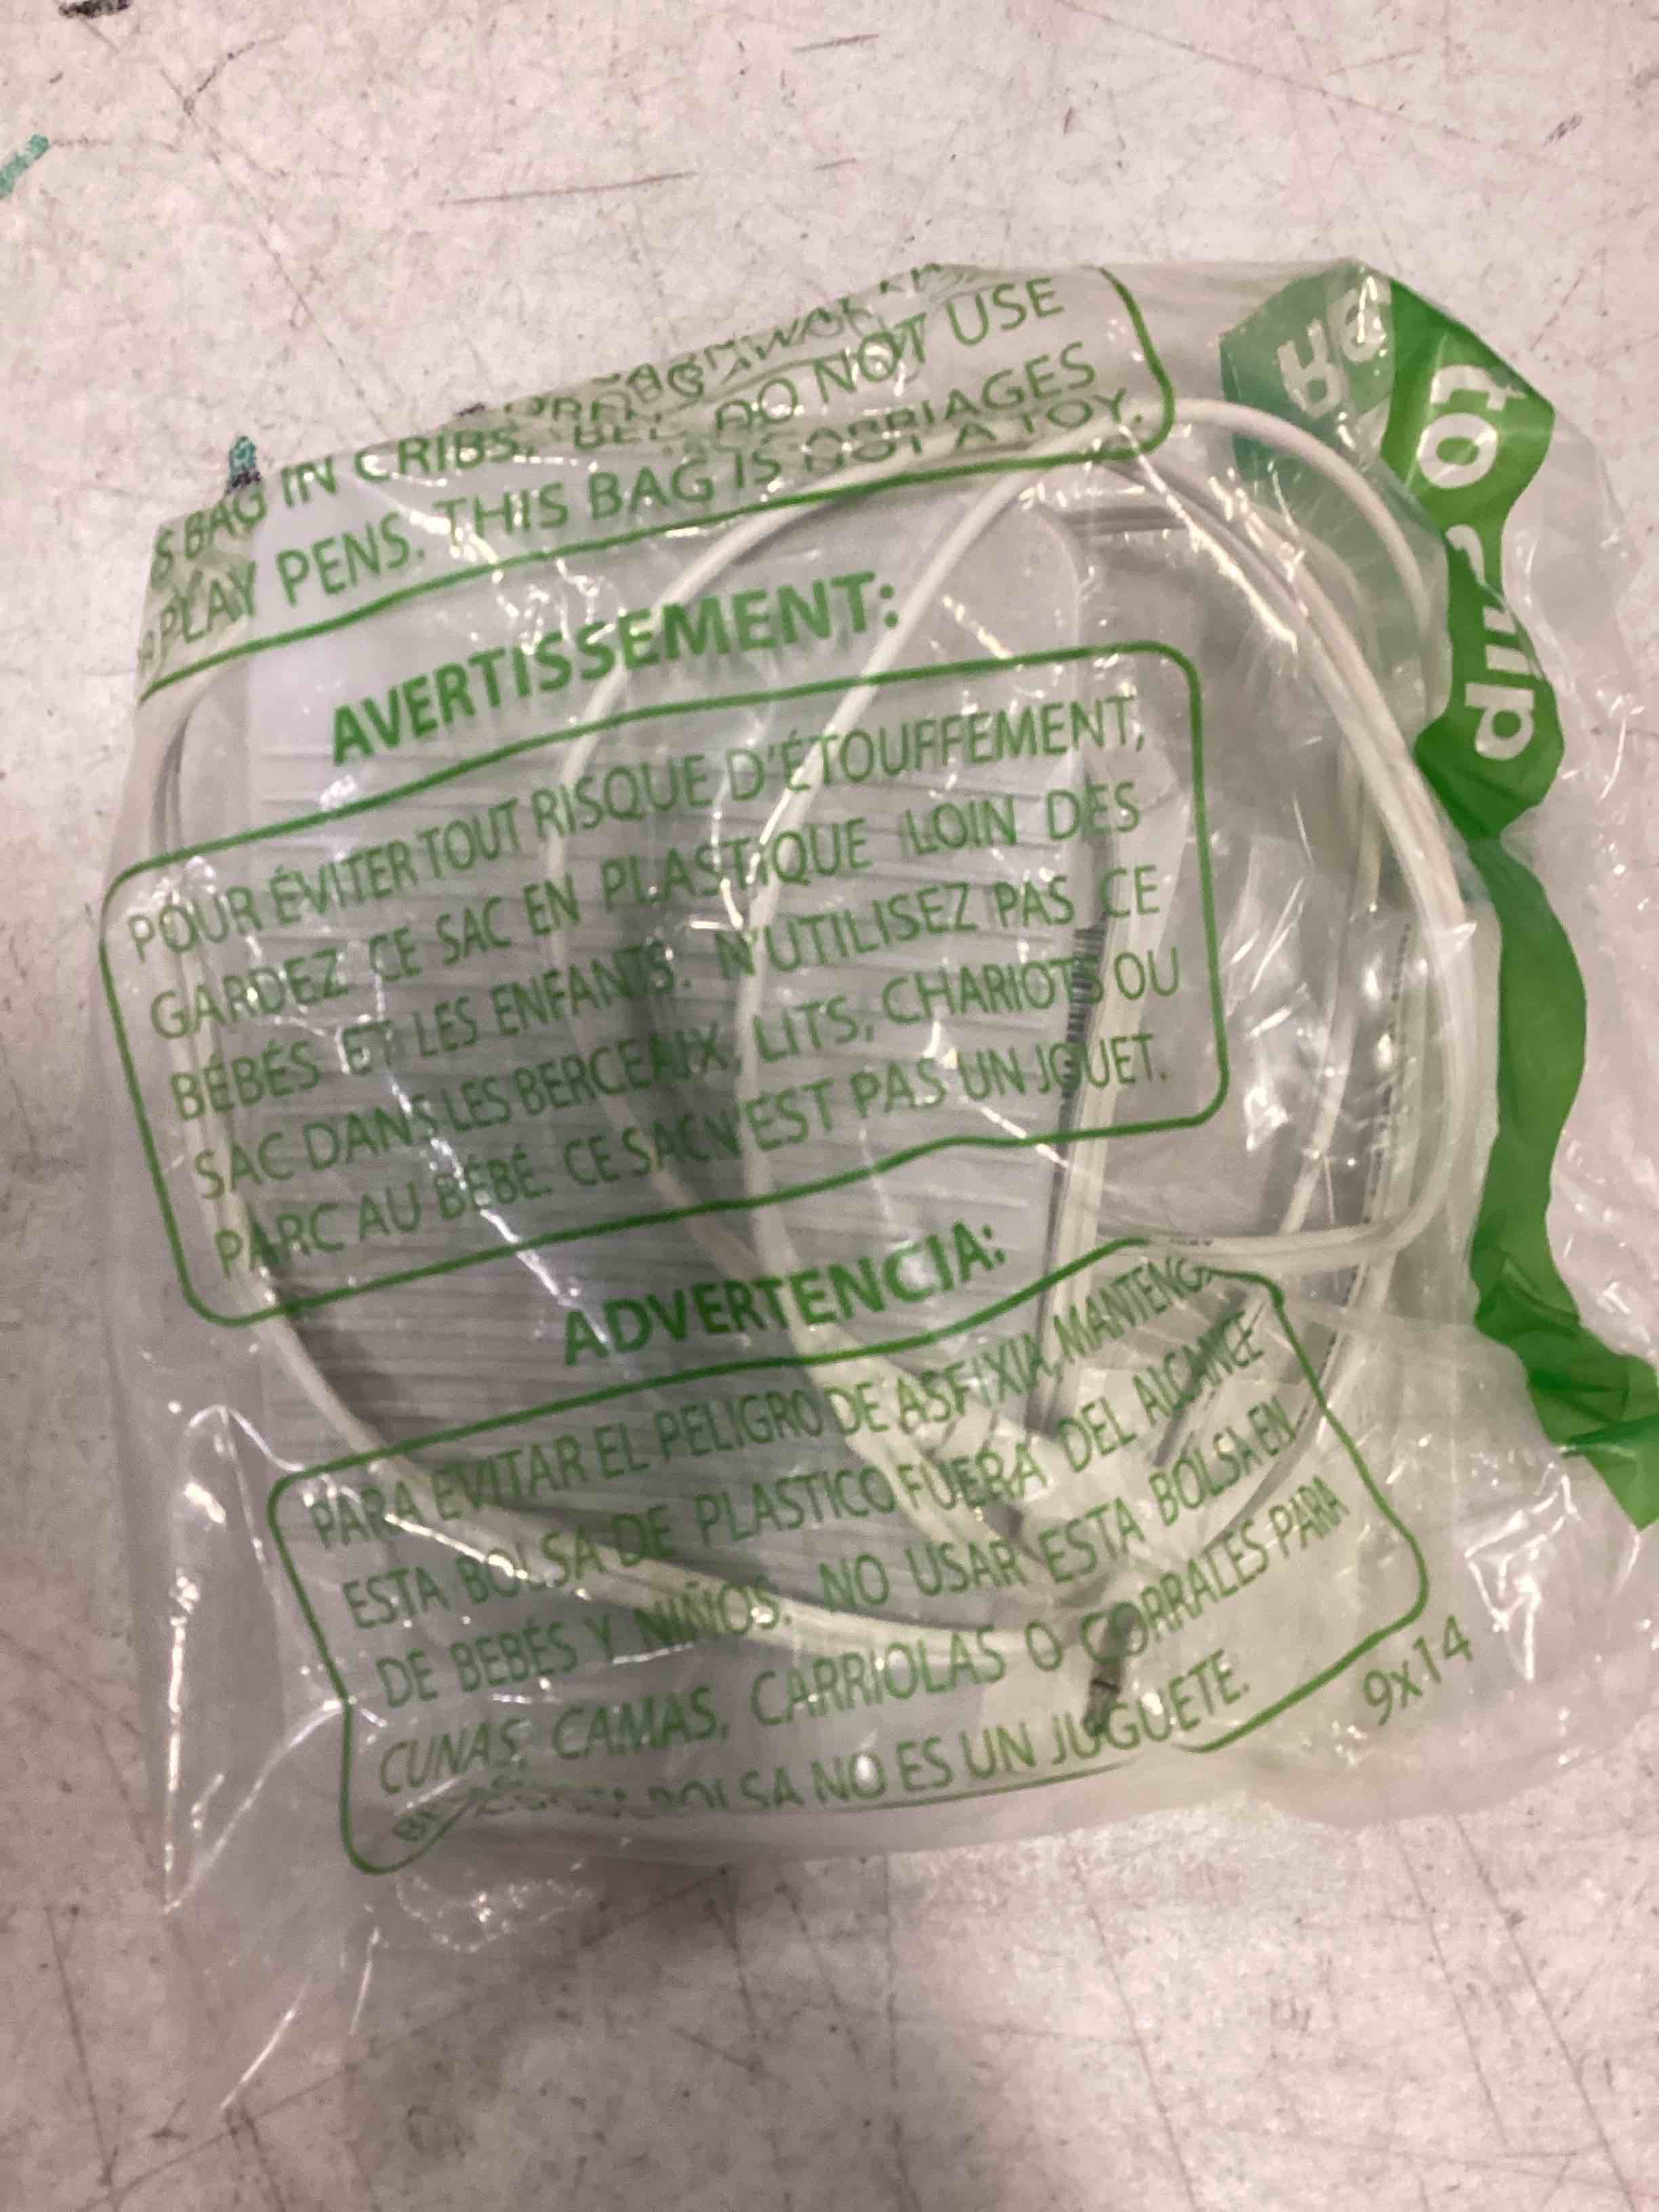 DO NOT USE
S BAG IN CRIBS, CARRIAGES
PLAY PENS. THIS BAG IS NOT A TOY.
AVERTISSEMENT:
POUR ÉVITER TOUT RISQUE D'ÉTOUFFEMENT,
GARDEZ CE SAC EN PLASTIQUE LOIN DES
BÉBÉS ET LES ENFANTS. N'UTILISEZ PAS CE
SAC DANS LES BERCEAUX, LITS, CHARIOTS OU
PARC AU BÉBÉ. CE SAC N'EST PAS UN JOUET.
ADVERTENCIA:
PARA EVITAR EL PELIGRO DE ASFIXIA, MANTENGA
ESTA BOLSA DE PLASTICO FUERA DEL ALCANCE
DE BEBÉS Y NIÑOS. NO USAR ESTA BOLSA EN
CUNAS, CAMAS, CARRIOLAS O CORRALES PARA
BOLSA NO ES UN JUGUETE.
9x14